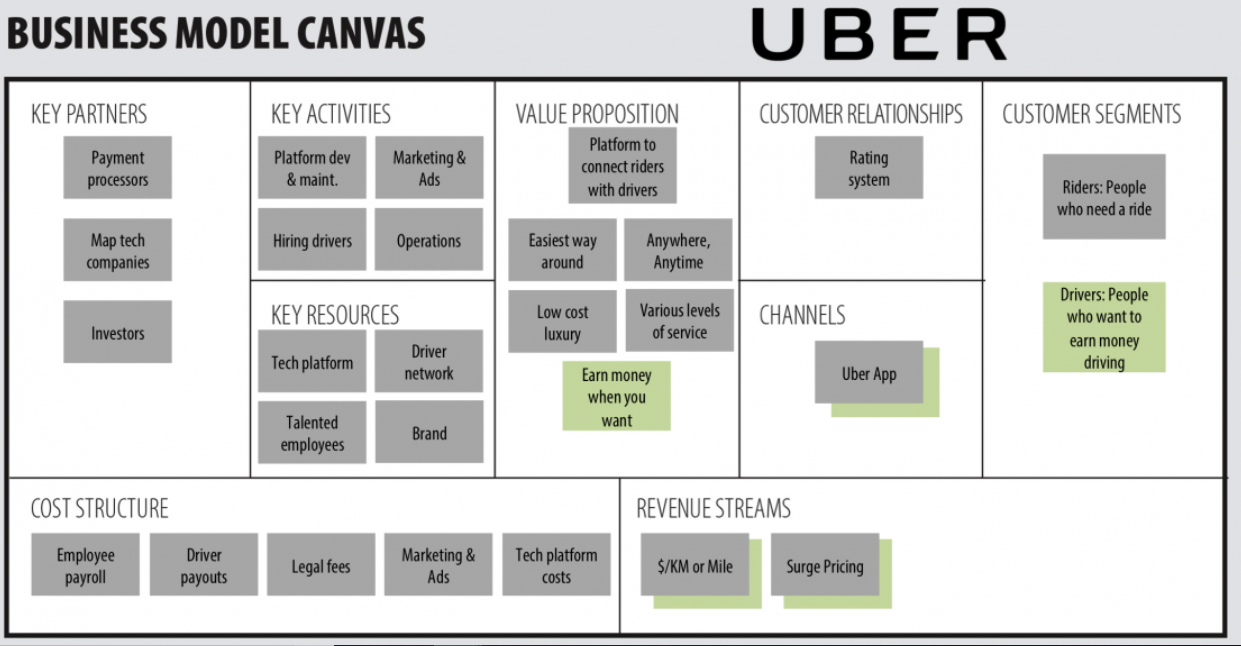 BUSINESS MODEL CANVAS
UBER
KEY PARTNERS
Payment
processors
Map tech
companies
Investors
KEY ACTIVITIES
Platform dev
& maint.
Marketing &
Ads
Hiring drivers
Operations
KEY RESOURCES
Tech platform
Driver
network
Talented
employees
Brand
VALUE PROPOSITION
Platform to
connect riders
with drivers
Easiest way
around
Anywhere,
Anytime
Low cost
luxury
Various levels
of service
Earn money
when you
want
CUSTOMER RELATIONSHIPS
Rating
system
CHANNELS
Uber App
CUSTOMER SEGMENTS
Riders: People
who need a ride
Drivers: People
who want to
earn money
driving
COST STRUCTURE
Employee
payroll
Driver
payouts
Legal fees
Marketing &
Ads
Tech platform
costs
REVENUE STREAMS
$/KM or Mile
Surge Pricing